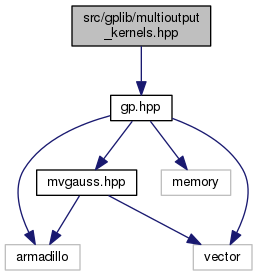 src/gplib/multioutput
_kernels.hpp
gp.hpp
mvgauss.hpp
memory
armadillo
vector